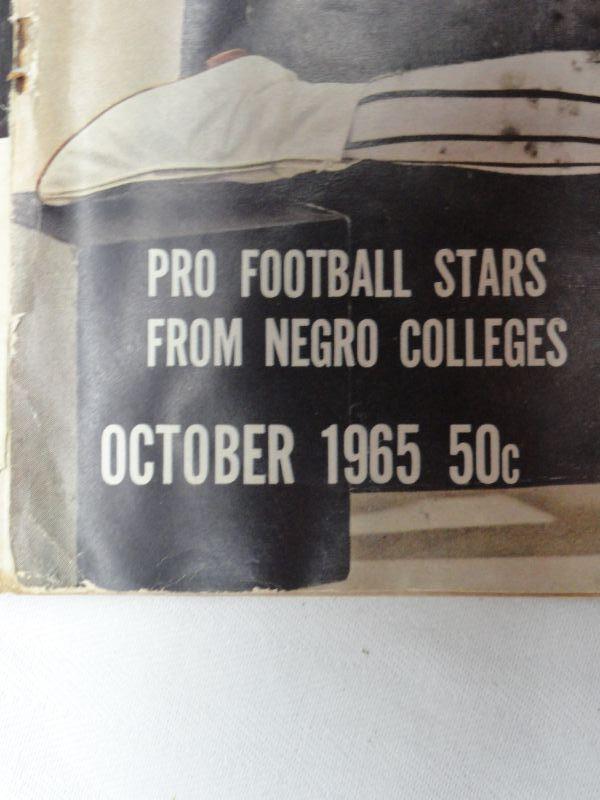 PRO FOOTBALL STARS
FROM NEGRO COLLEGES
OCTOBER 1965 50c